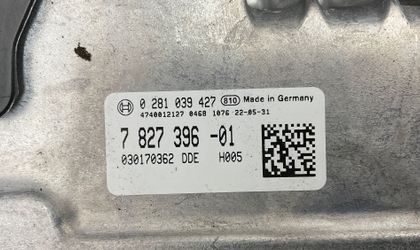 0 281 039 427 810 Made in Germany
4740012127 0468 1076 22-05-31
7 827 396 -01
030170362 DDE H005